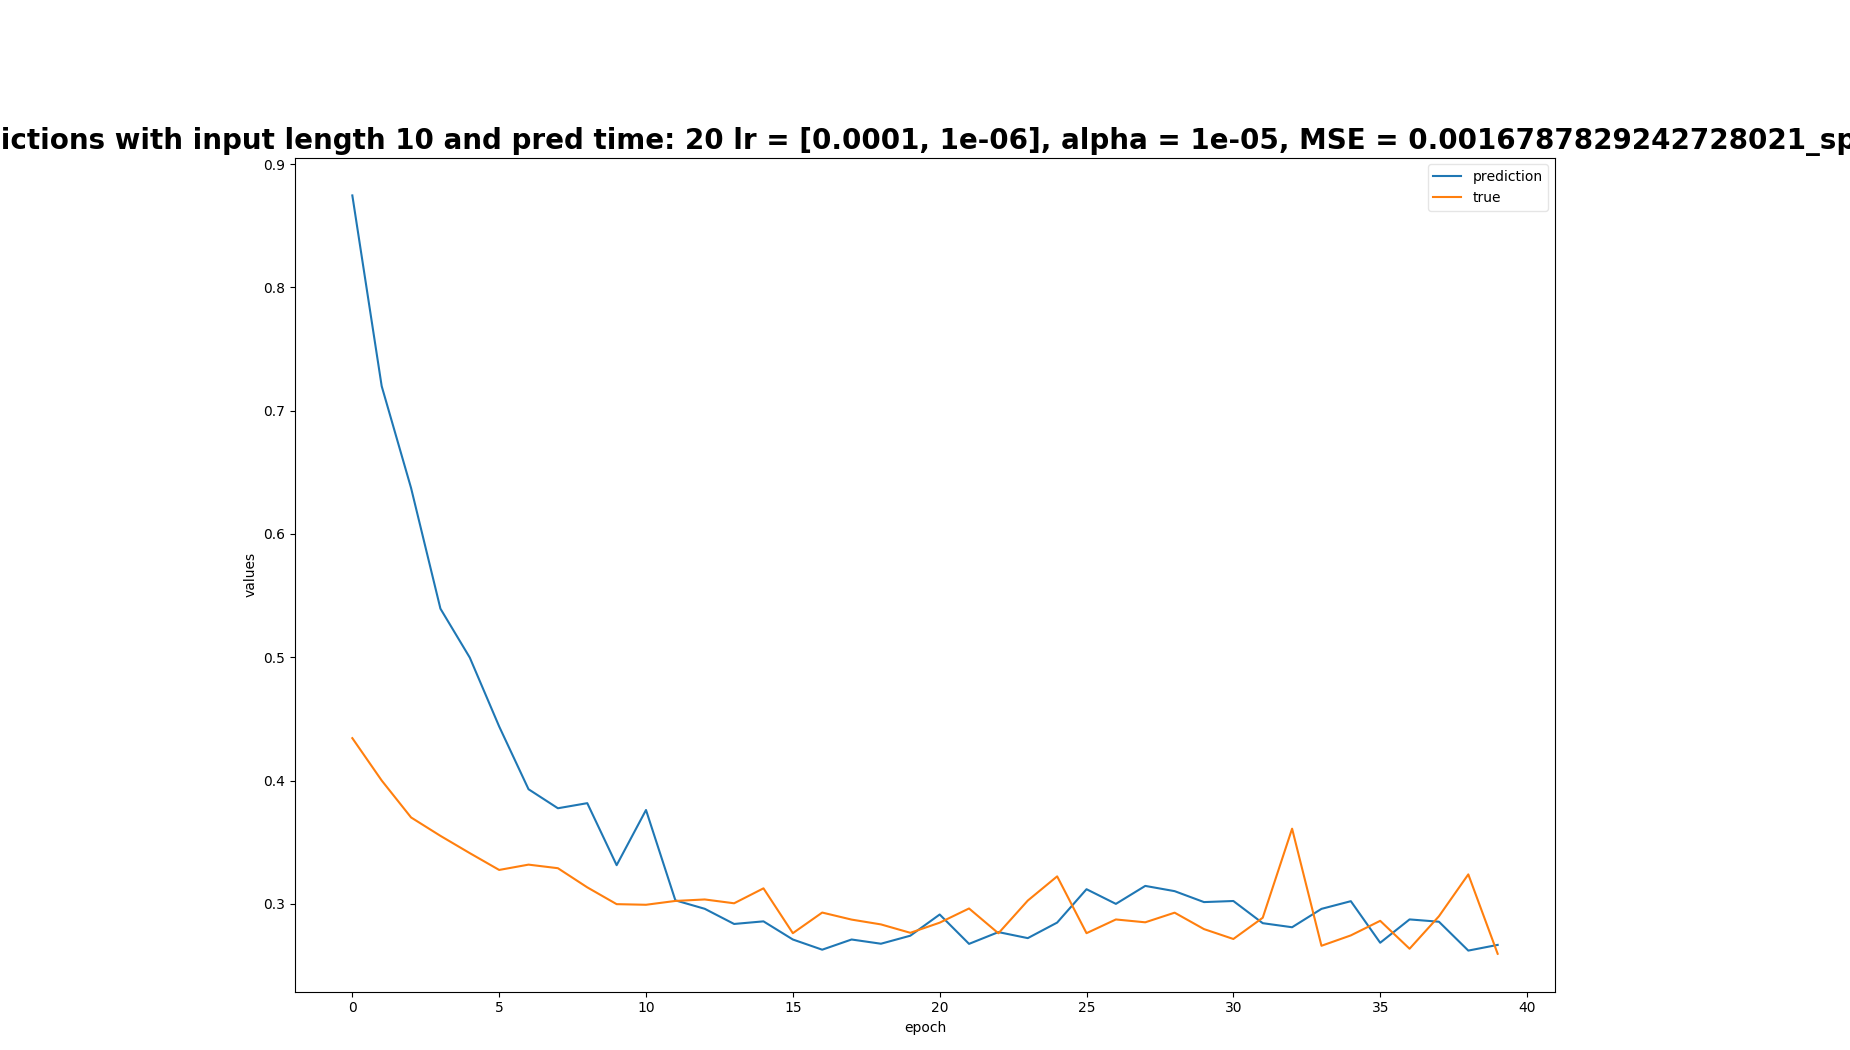 ictions with input length 10 and pred time: 20 lr = [0.0001, 1e-06], alpha = 1e-05, MSE = 0.0016787829242728021_sp
prediction
true
0.9
0.8
0.7
0.6
0.5
0.4
0.3
values
0 5 10 15 20 25 30 35 40
epoch